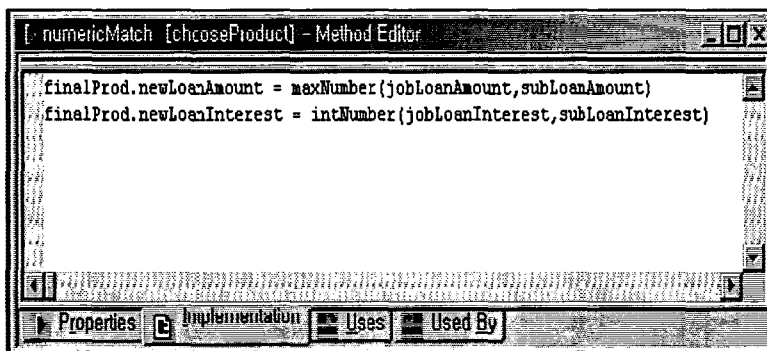 numericMatch [chooseProduct] - Method Editor
finalProd.newLoanAmount = maxNumber(jobLoanAmount,subLoanAmount)
finalProd.newLoanInterest = intNumber(jobLoanInterest,subLoanInterest)
Properties Implementation Uses Used By